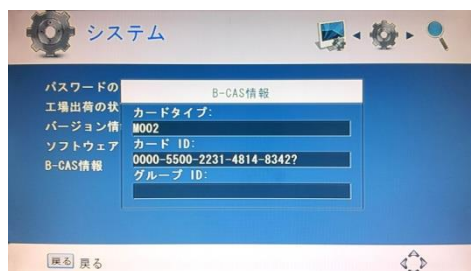 システム
パスワードの
工場出荷の状
バージョン情
ソフトウェア
B-CAS情報
B-CAS情報
カードタイプ:
M002
カード ID:
0000-5500-2231-4814-8342?
グループ ID:
戻る 戻る